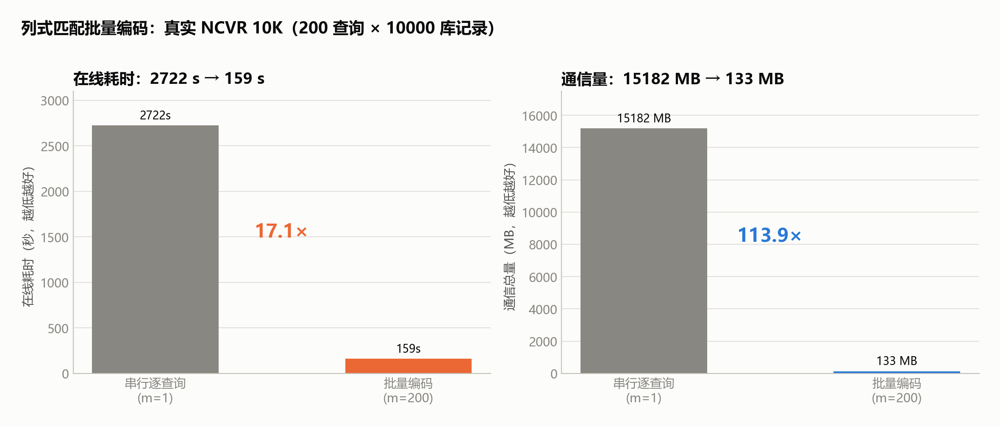 列式匹配批量编码：真实 NCVR 10K（200 查询 × 10000 库记录）
在线耗时：2722 s → 159 s
在线耗时（秒，越低越好）
3000
2500
2000
1500
1000
500
0
2722s
17.1×
159s
串行逐查询
(m=1)
批量编码
(m=200)
通信量：15182 MB → 133 MB
通信总量（MB，越低越好）
16000
14000
12000
10000
8000
6000
4000
2000
0
15182 MB
113.9×
133 MB
串行逐查询
(m=1)
批量编码
(m=200)